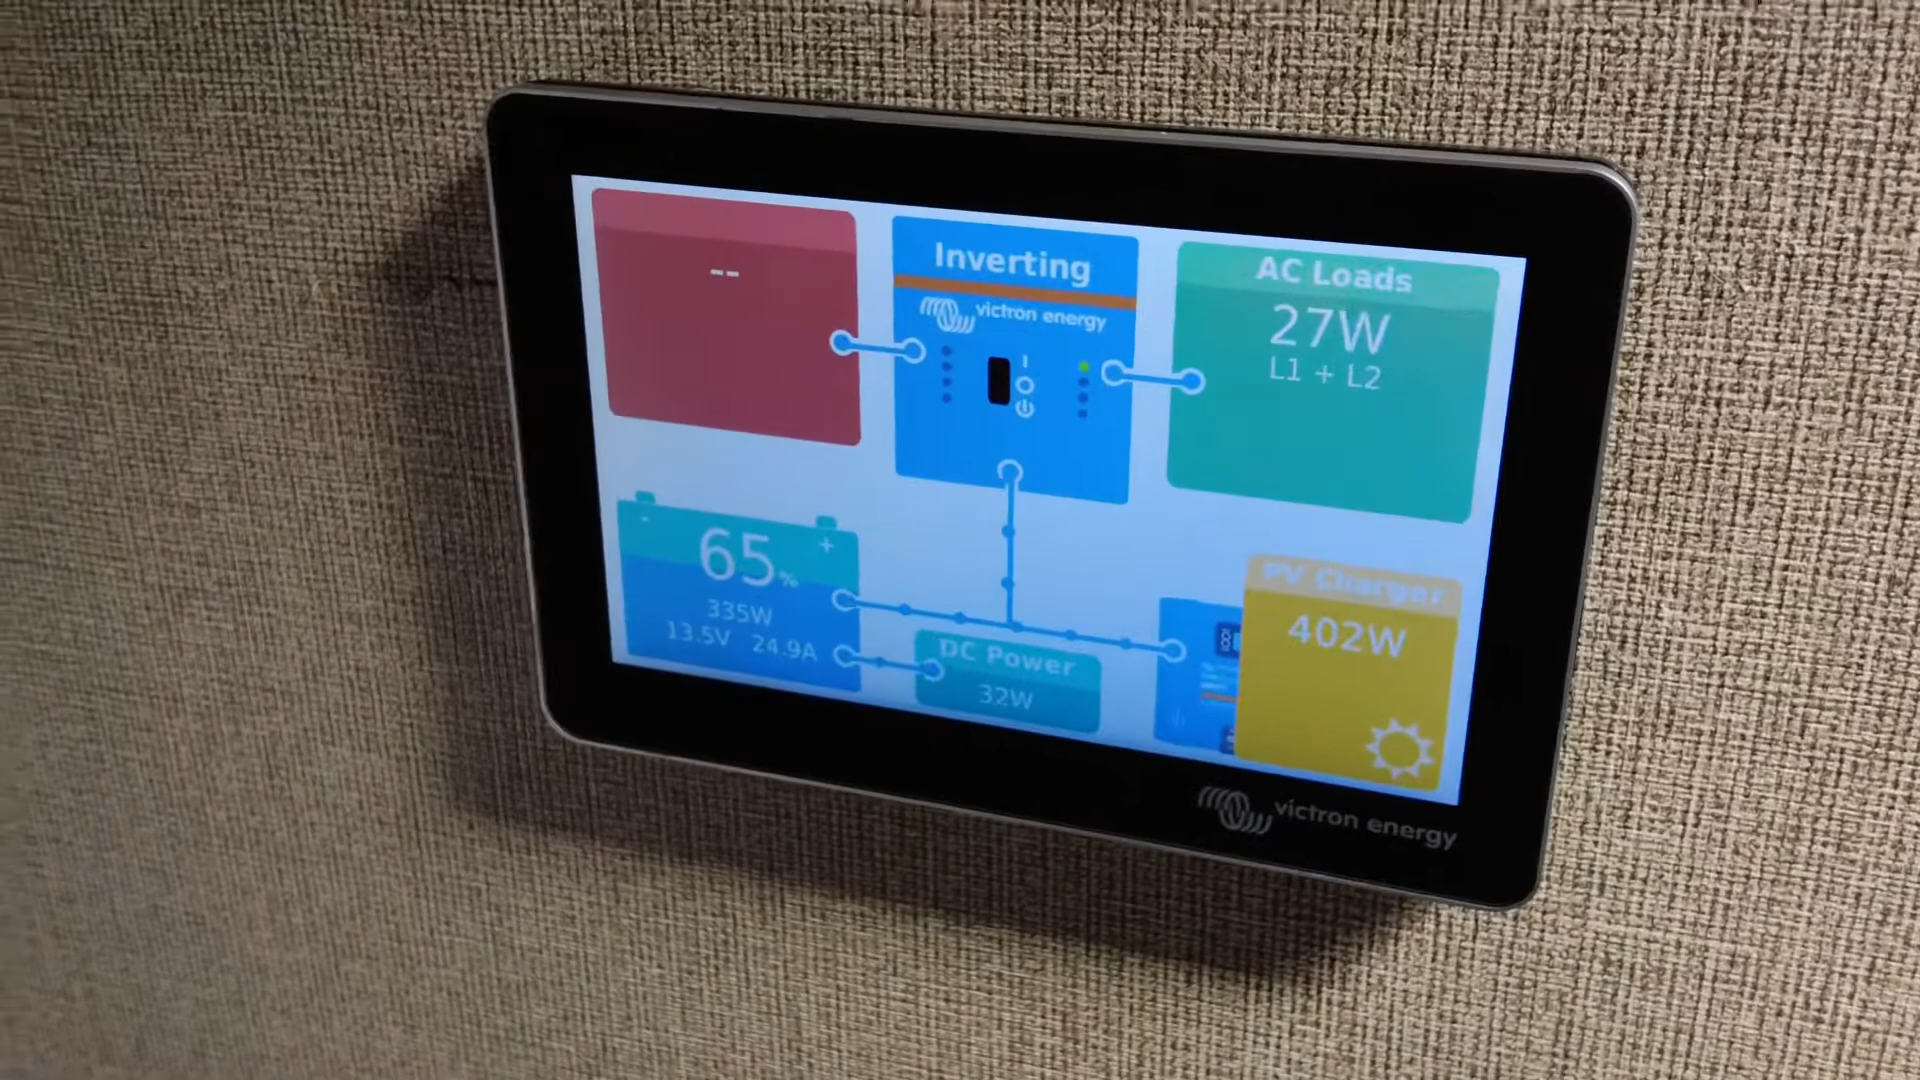 --
Inverting
victron energy
AC Loads
27W
L1 + L2
65%
335W
13.5V 24.9A
DC Power
32W
PV Charger
402W
victron energy